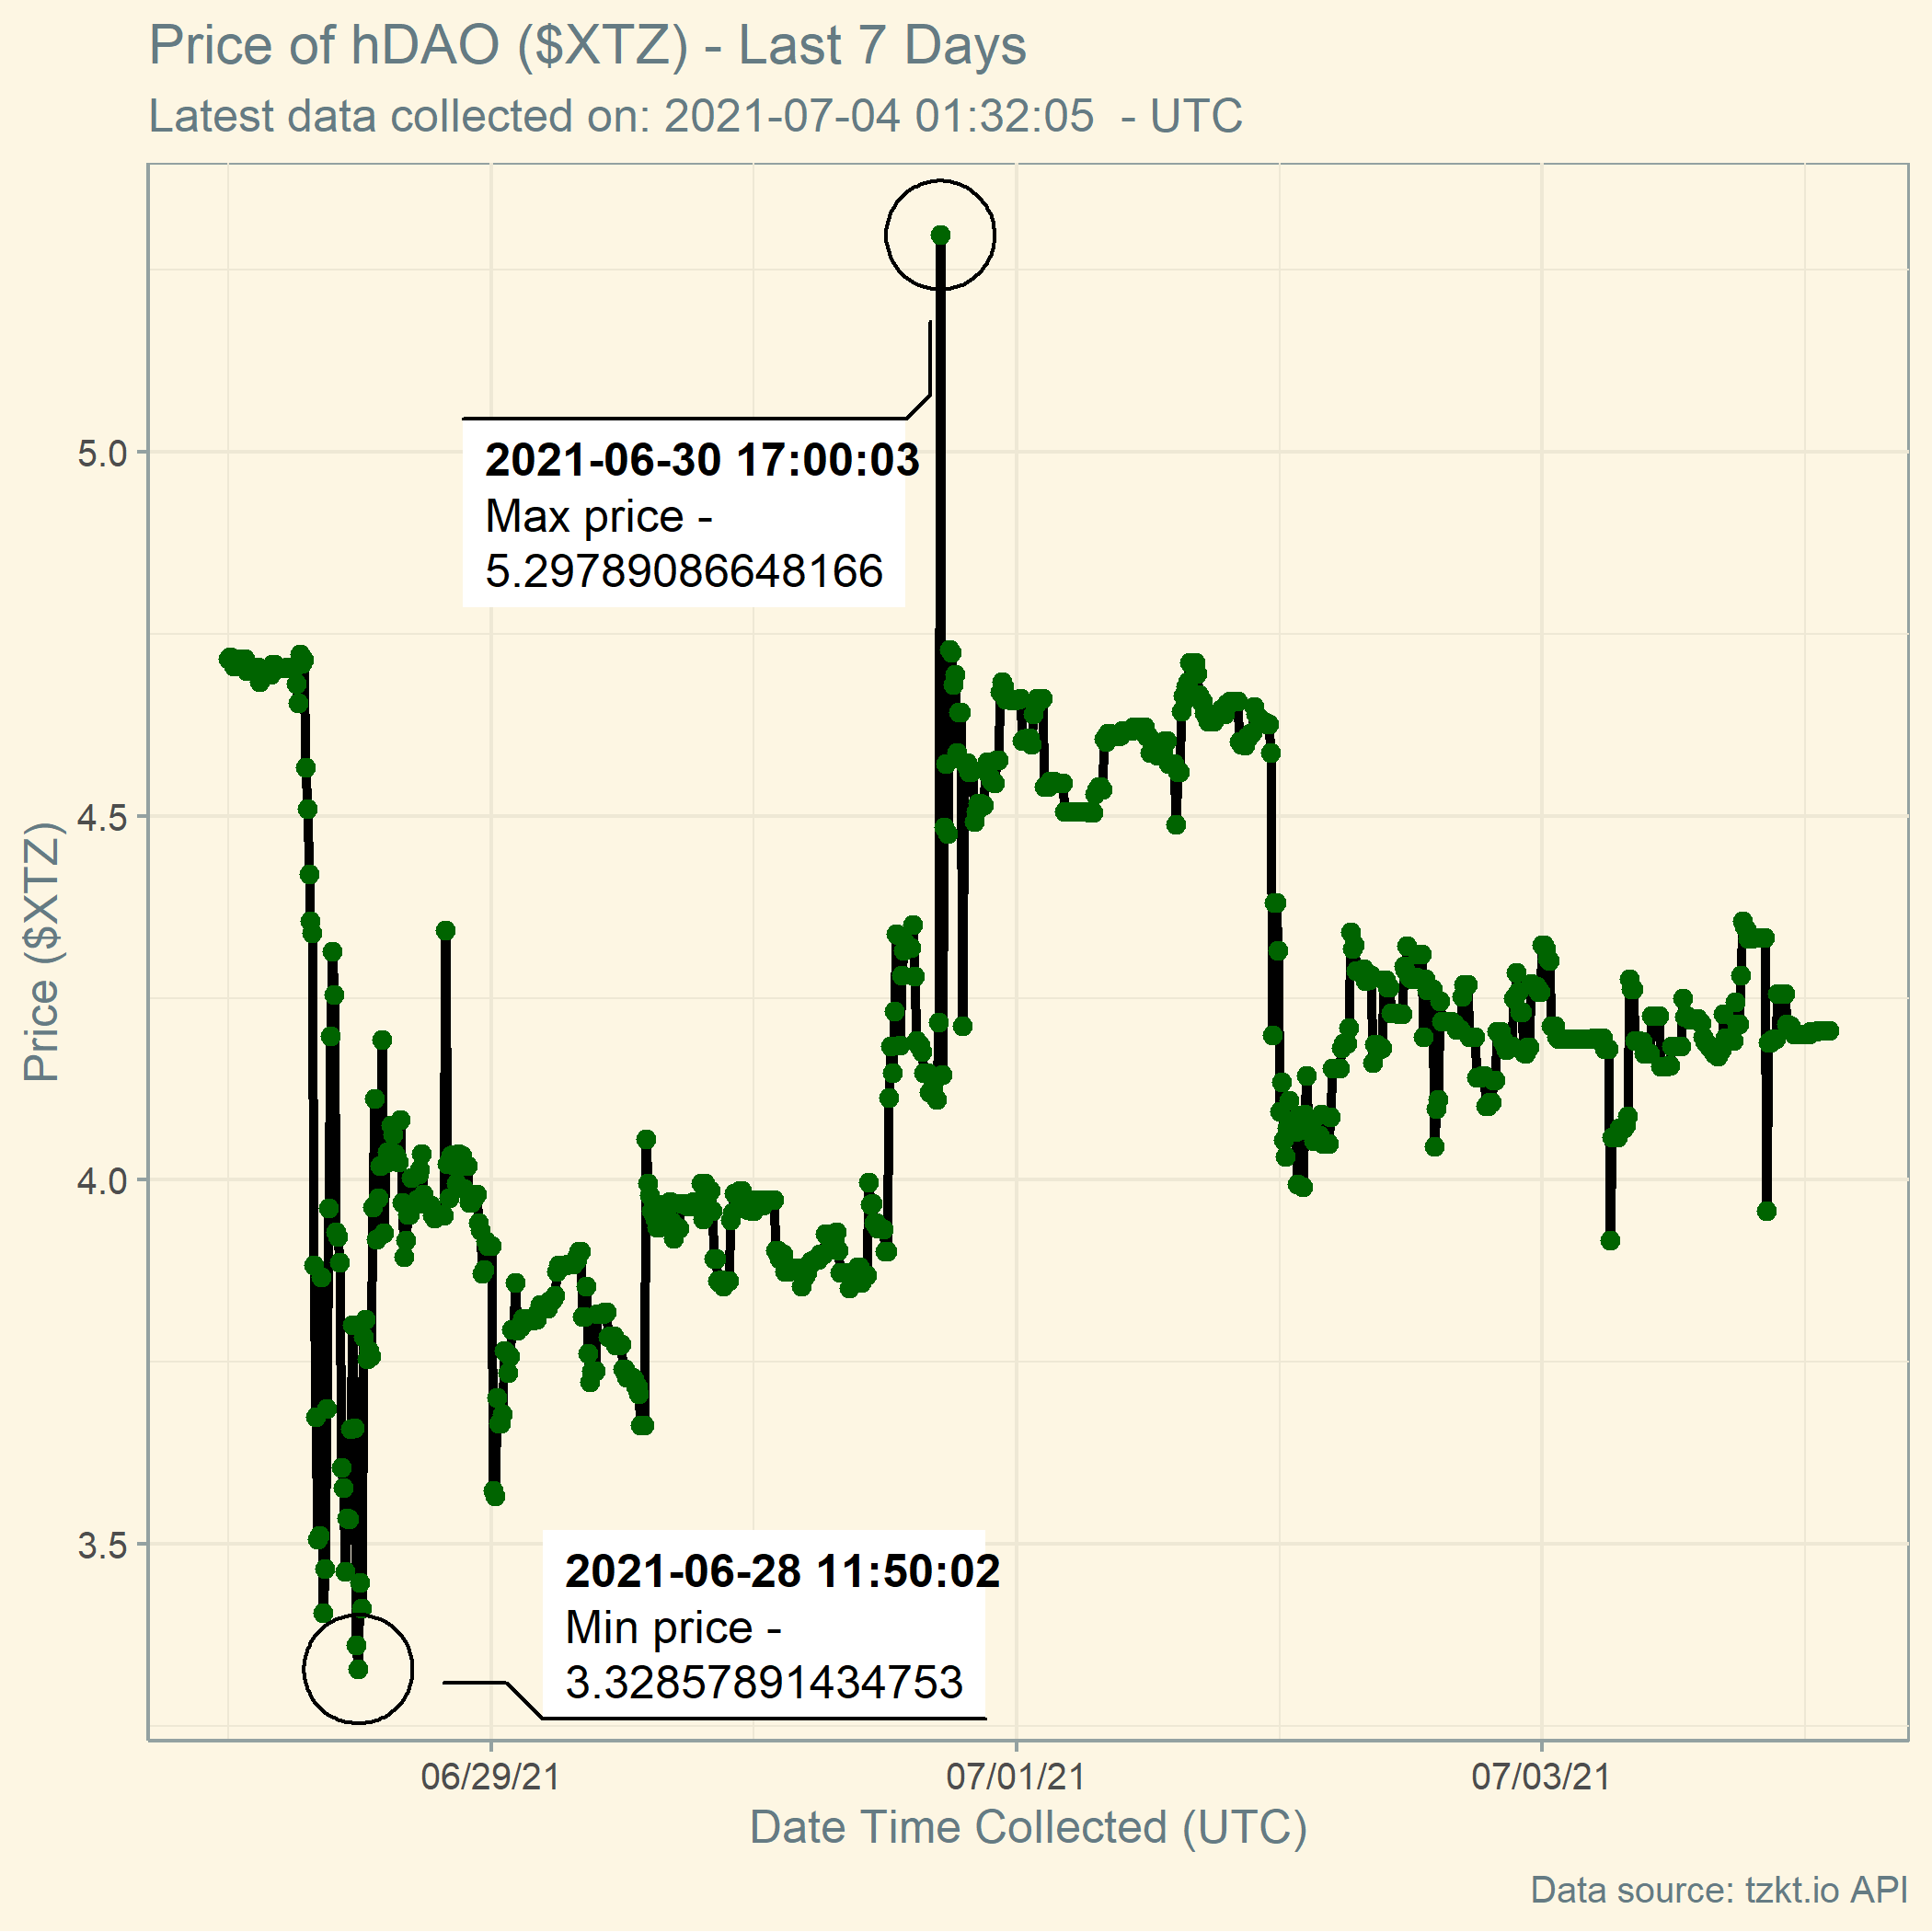 Price of hDAO ($XTZ) - Last 7 Days
Latest data collected on: 2021-07-04 01:32:05  - UTC
Price ($XTZ)
5.0
4.5
4.0
3.5
2021-06-30 17:00:03
Max price -
5.29789086648166
2021-06-28 11:50:02
Min price -
3.32857891434753
06/29/21
07/01/21
07/03/21
Date Time Collected (UTC)
Data source: tzkt.io API